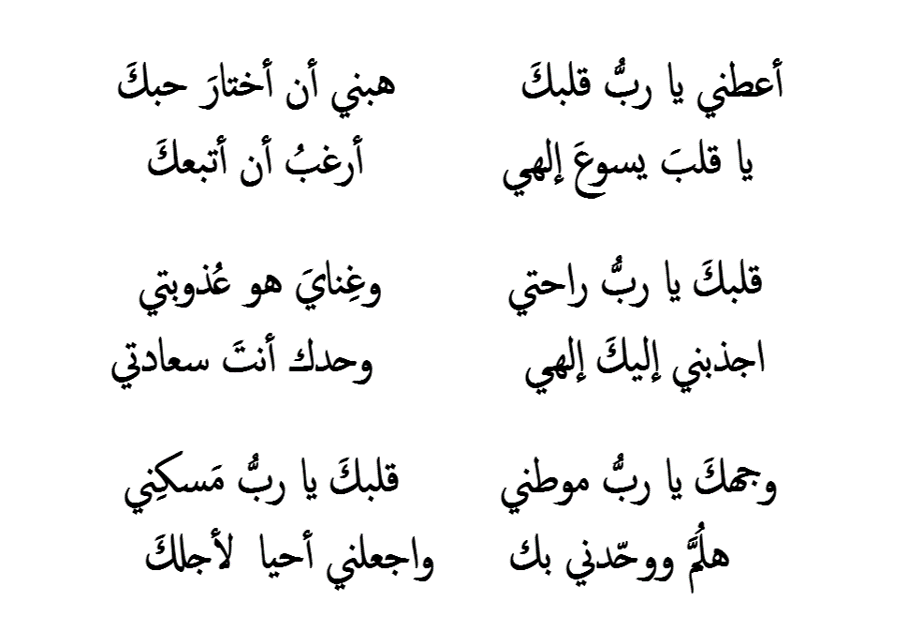 أعطني يا ربُّ قلبكَ هبني أن أختارَ حبكَ
يا قلبَ يسوعَ إلهي أرغبُ أن أتبعكَ
قلبكَ يا ربُّ راحتي وغِنايَ هو عُذوبتي
اجذبني إليكَ إلهي وحدك أنتَ سعادتي
وجهكَ يا ربُّ موطني قلبكَ يا ربُّ مَسكِني
هلُمَّ ووحّدني بك واجعلني أحيا لأجلكَ